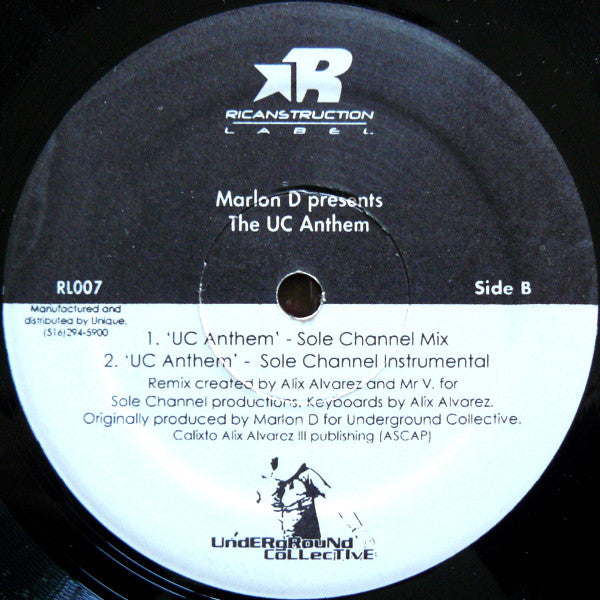 R
RICANSTRUCTION
LABEL
Marlon D presents
The UC Anthem
RL007
Side B
Manufactured and
distributed by Unique.
(516)294-5900
1. ‘UC Anthem’ - Sole Channel Mix
2. ‘UC Anthem’ - Sole Channel Instrumental
Remix created by Alix Alvarez and Mr V. for
Sole Channel productions. Keyboards by Alix Alvarez.
Originally produced by Marlon D for Underground Collective.
Calixto Alix Alvarez III publishing (ASCAP)
UndERgRouNd
CoLLecTIvE